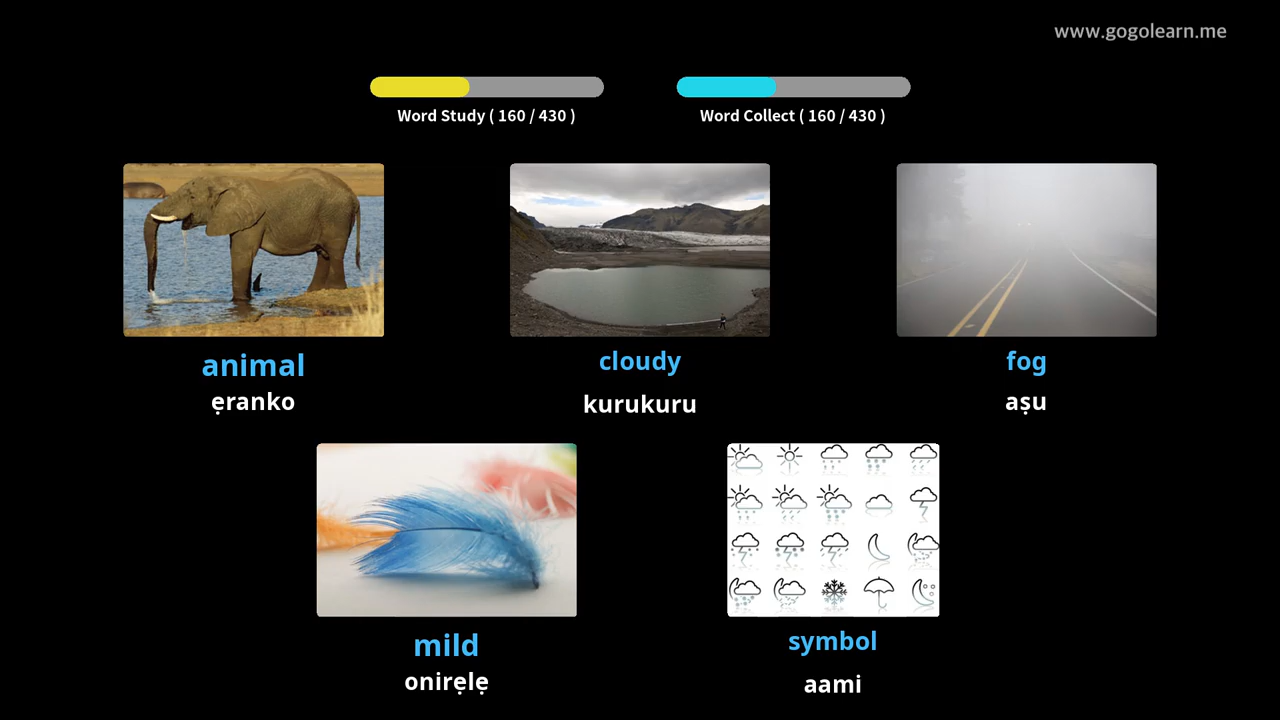 www.gogolearn.me
Word Study ( 160 / 430 )
Word Collect ( 160 / 430 )
animal
ẹranko
cloudy
kurukuru
fog
aṣu
mild
onirẹlẹ
symbol
aami